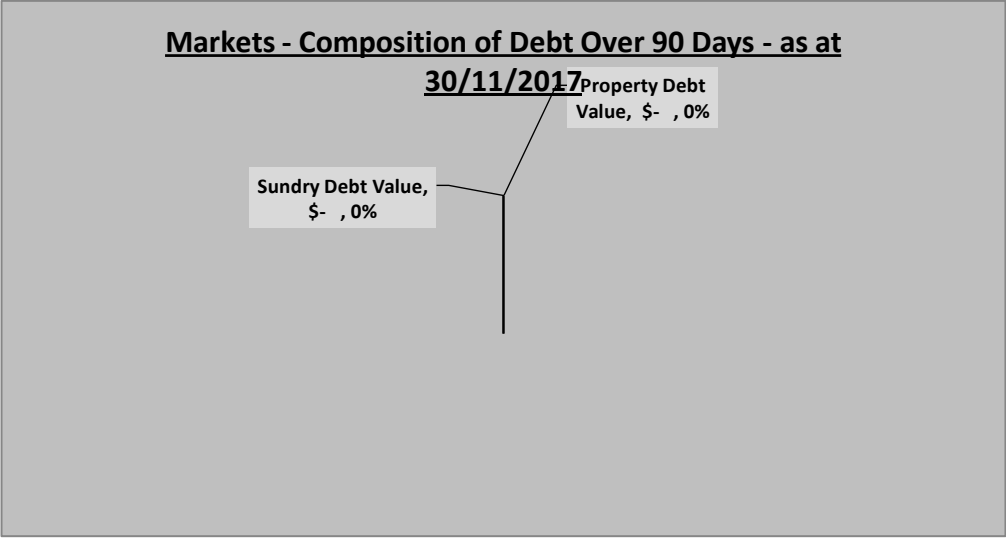 Markets - Composition of Debt Over 90 Days - as at
30/11/2017
Property Debt
Value, $- , 0%
Sundry Debt Value,
$- , 0%